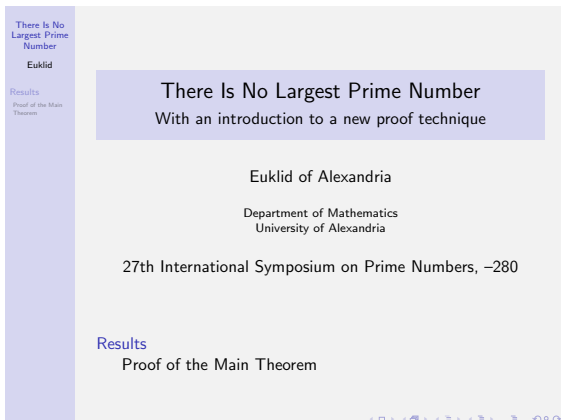 There Is No
Largest Prime
Number
Euklid
Results
Proof of the Main
Theorem
There Is No Largest Prime Number
With an introduction to a new proof technique
Euklid of Alexandria
Department of Mathematics
University of Alexandria
27th International Symposium on Prime Numbers, –280
Results
Proof of the Main Theorem